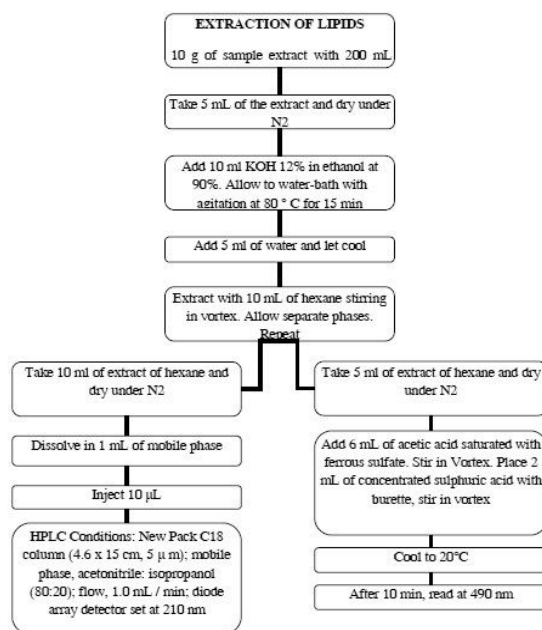 EXTRACTION OF LIPIDS
10 g of sample extract with 200 mL
Take 5 mL of the extract and dry under
N2
Add 10 ml KOH 12% in ethanol at
90%. Allow to water-bath with
agitation at 80 ° C for 15 min
Add 5 ml of water and let cool
Extract with 10 mL of hexane stirring
in vortex. Allow separate phases.
Repeat
Take 10 ml of extract of hexane and
dry under N2
Dissolve in 1 mL of mobile phase
Inject 10 µL
HPLC Conditions: New Pack C18
column (4.6 x 15 cm, 5 µ m); mobile
phase, acetonitrile: isopropanol
(80:20); flow, 1.0 mL / min; diode
array detector set at 210 nm
Take 5 ml of extract of hexane and dry
under N2
Add 6 mL of acetic acid saturated with
ferrous sulfate. Stir in Vortex. Place 2
mL of concentrated sulphuric acid with
burette, stir in vortex
Cool to 20°C
After 10 min, read at 490 nm